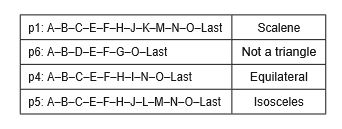 p1: A–B–C–E–F–H–J–K–M–N–O–Last Scalene
p6: A–B–D–E–F–G–O–Last Not a triangle
p4: A–B–C–E–F–H–I–N–O–Last Equilateral
p5: A–B–C–E–F–H–J–L–M–N–O–Last Isosceles